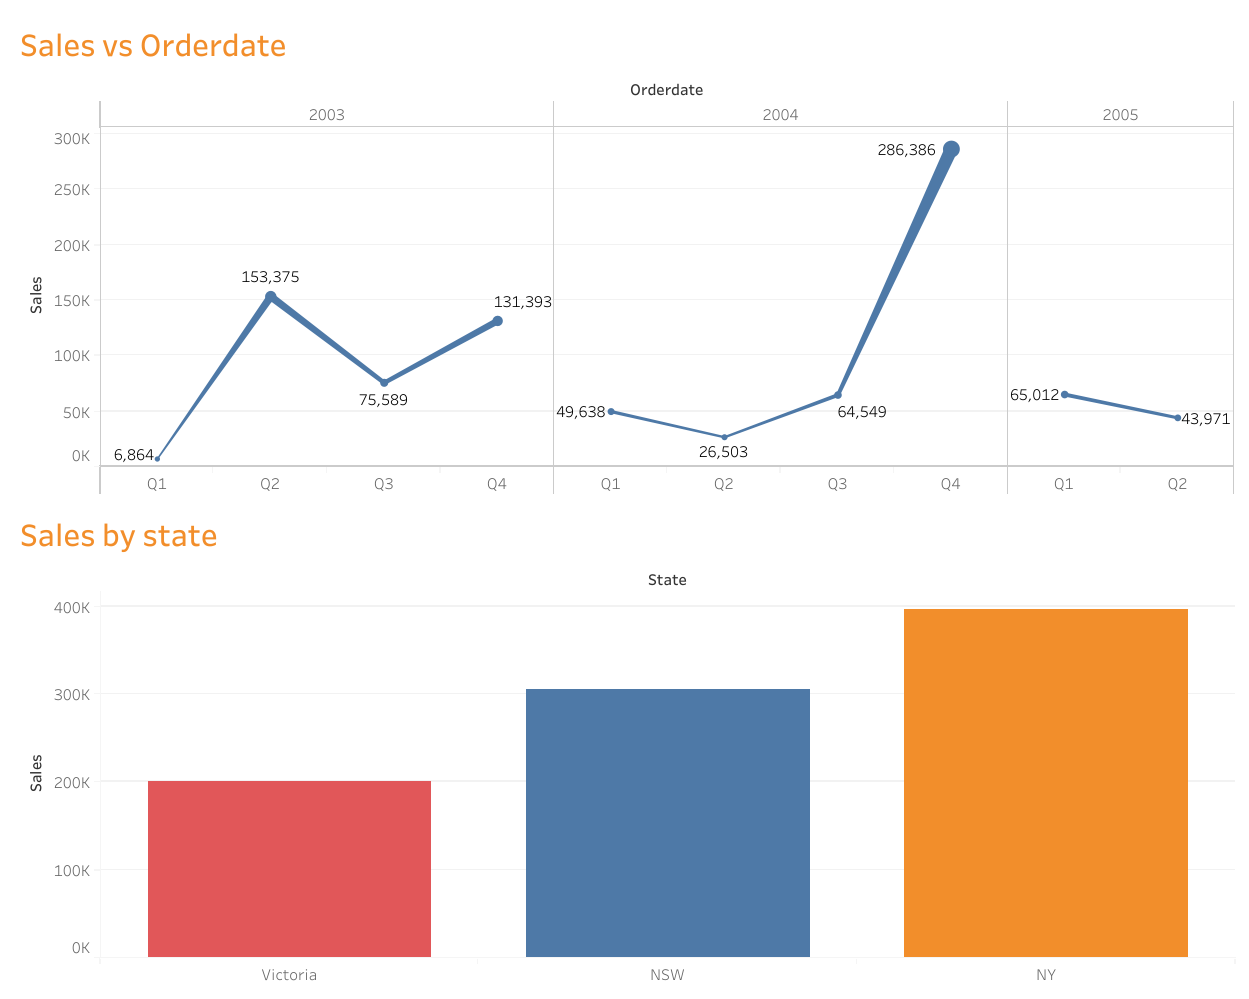 Sales vs Orderdate
Orderdate
2003 2004 2005
Sales
300K
250K
200K
150K
100K
50K
0K
6,864
153,375
75,589
131,393
49,638
26,503
64,549
286,386
65,012
43,971
Q1 Q2 Q3 Q4 Q1 Q2 Q3 Q4 Q1 Q2
Sales by state
State
Sales
400K
300K
200K
100K
0K
Victoria NSW NY